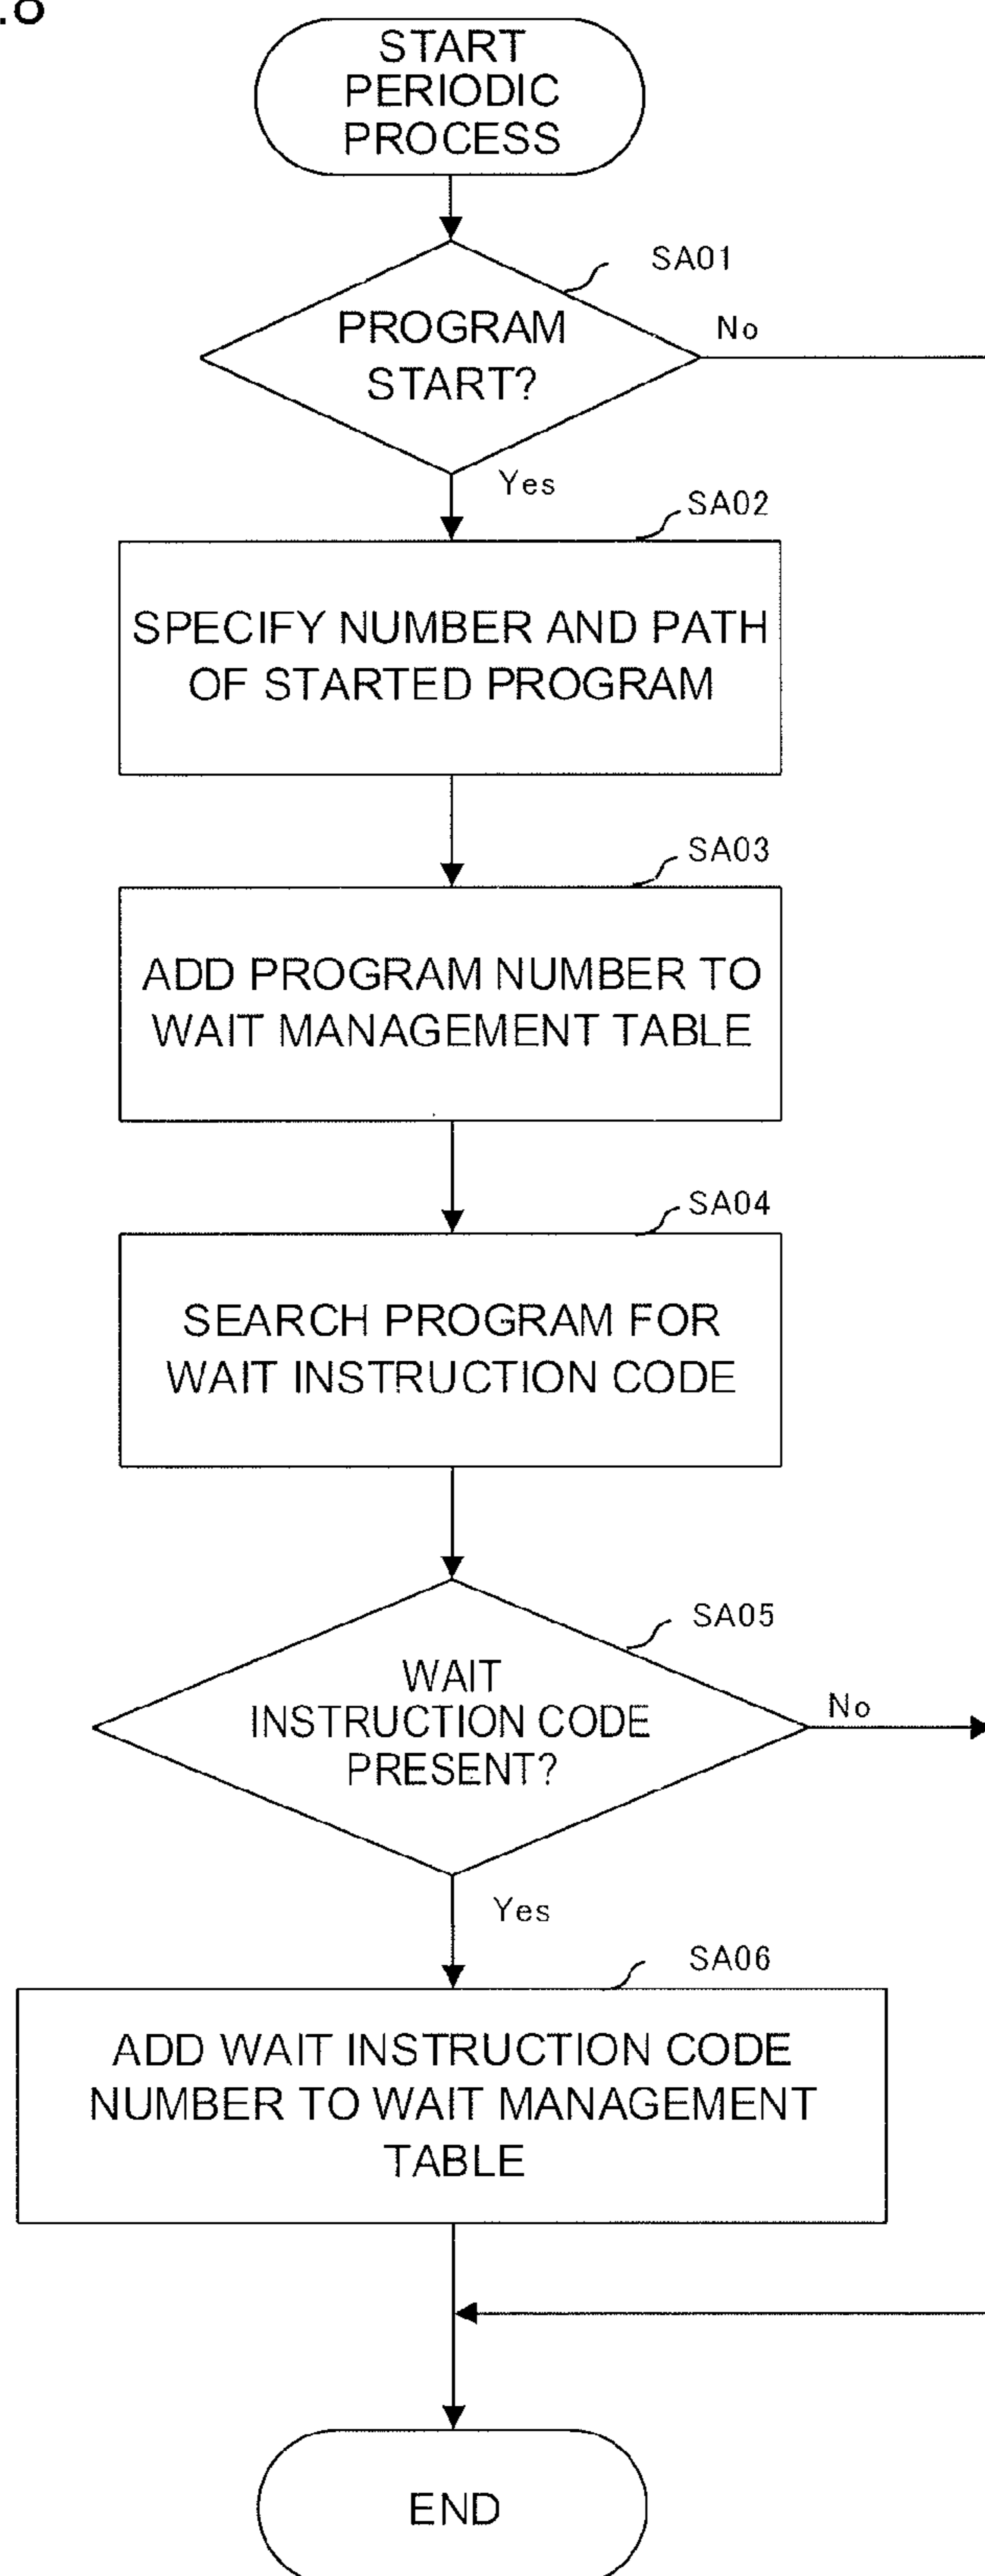 .8
START
PERIODIC
PROCESS
SA01
PROGRAM
START?
No
Yes
SA02
SPECIFY NUMBER AND PATH
OF STARTED PROGRAM
SA03
ADD PROGRAM NUMBER TO
WAIT MANAGEMENT TABLE
SA04
SEARCH PROGRAM FOR
WAIT INSTRUCTION CODE
SA05
WAIT
INSTRUCTION CODE
PRESENT?
No
Yes
SA06
ADD WAIT INSTRUCTION CODE
NUMBER TO WAIT MANAGEMENT
TABLE
END